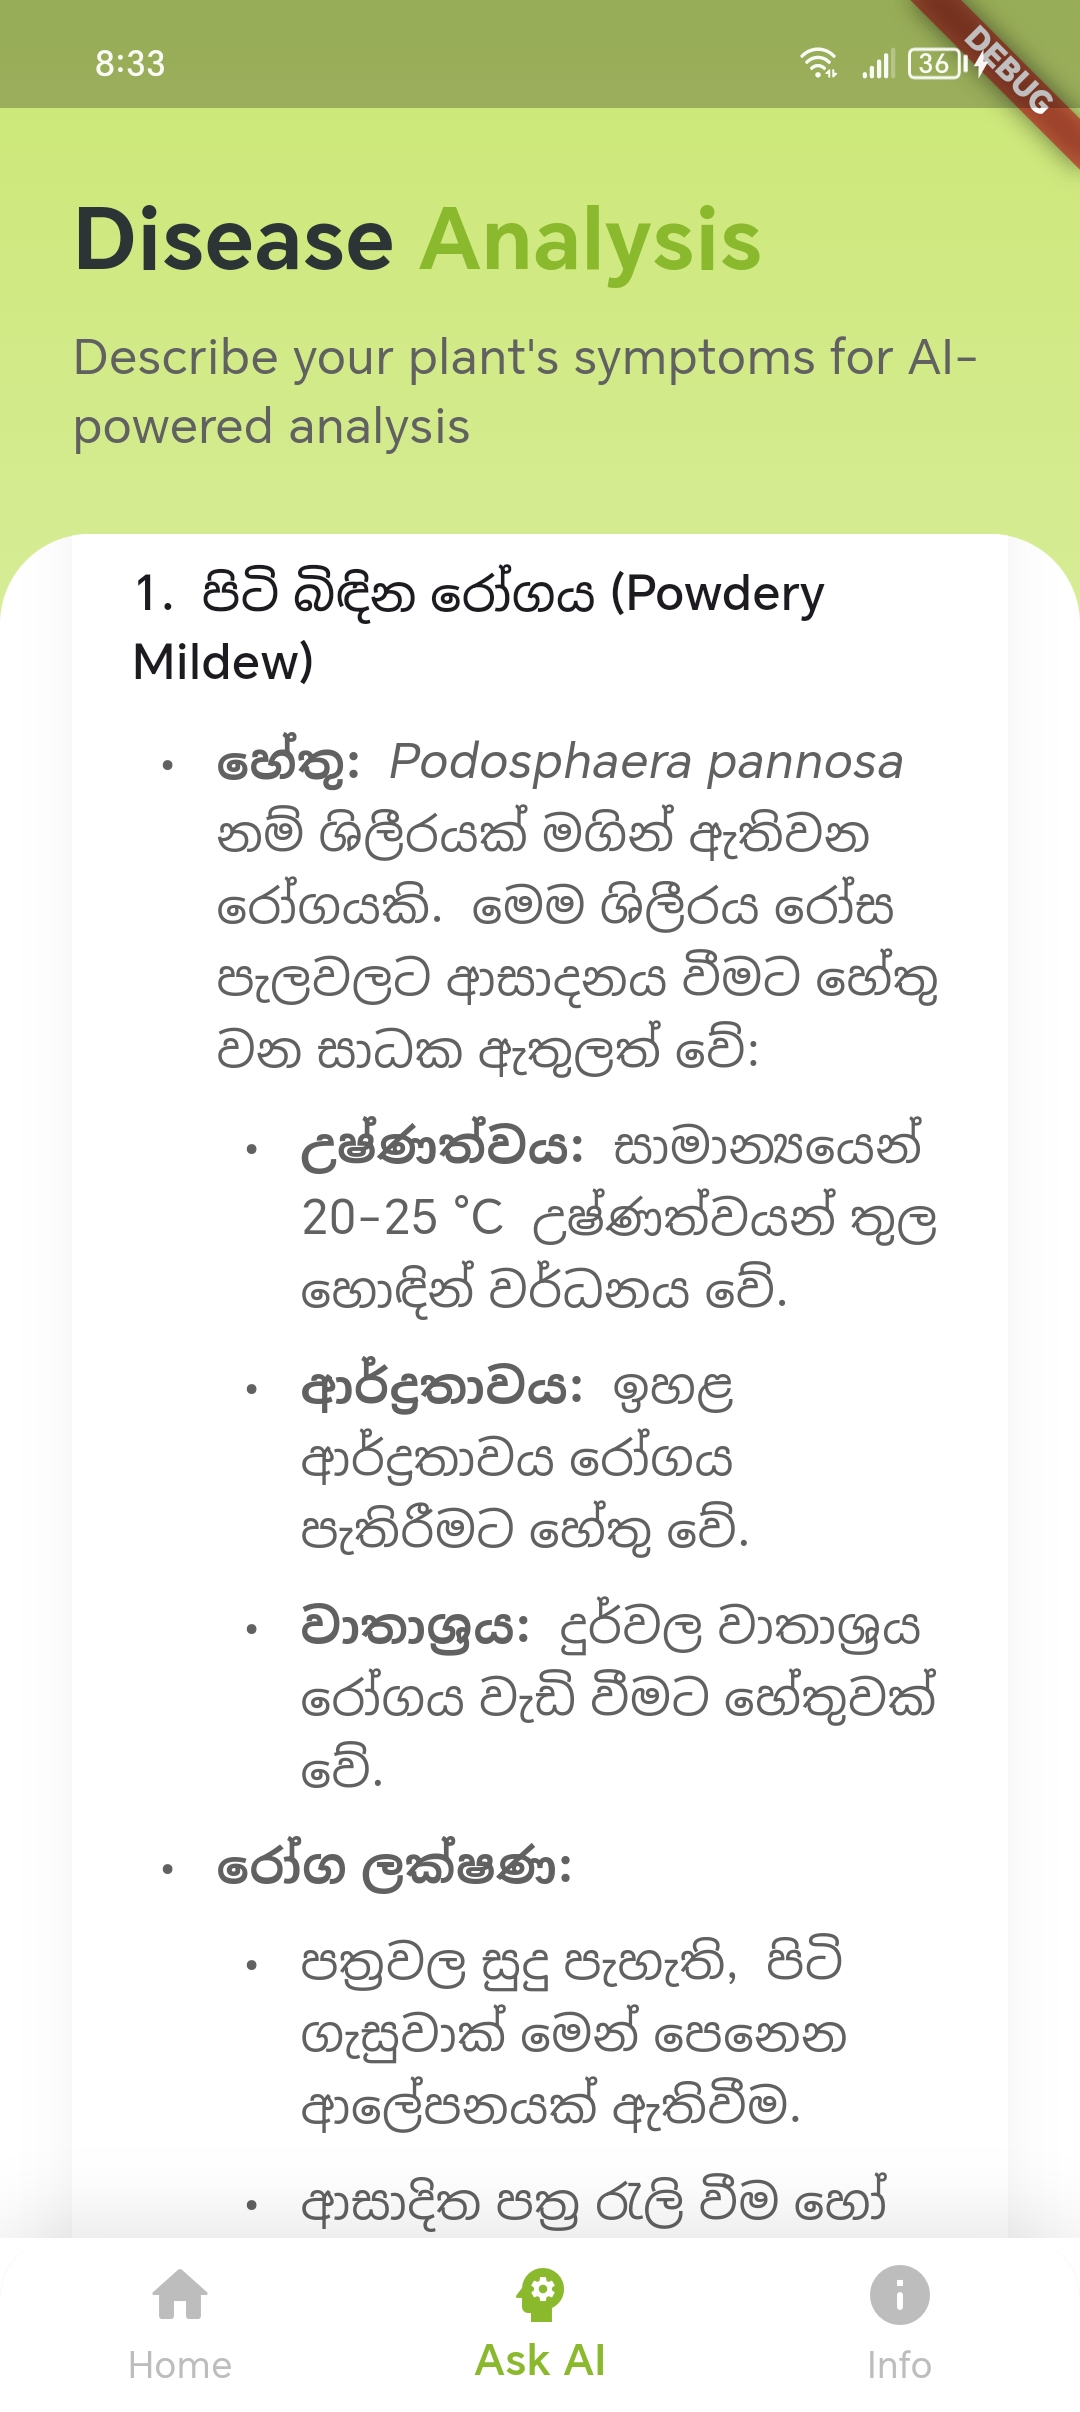 8:33
36
DEBUG
Disease Analysis
Describe your plant's symptoms for AI-
powered analysis
1. පිටි බිඳින රෝගය (Powdery
Mildew)
• හේතු: Podosphaera pannosa
නම් ශිලීරයක් මගින් ඇතිවන
රෝගයකි. මෙම ශිලීරය රෝස
පැලවලට ආසාදනය වීමට හේතු
වන සාධක ඇතුලත් වේ:
• උෂ්ණත්වය: සාමාන්‍යයෙන්
20-25 °C උෂ්ණත්වයන් තුල
හොඳින් වර්ධනය වේ.
• ආර්ද්‍රතාවය: ඉහළ
ආර්ද්‍රතාවය රෝගය
පැතිරීමට හේතු වේ.
• වාතාශ්‍රය: දුර්වල වාතාශ්‍රය
රෝගය වැඩි වීමට හේතුවක්
වේ.
• රෝග ලක්ෂණ:
• පත්‍රවල සුදු පැහැති, පිටි
ගැසුවාක් මෙන් පෙනෙන
ආලේපනයක් ඇතිවීම.
• ආසාදිත පත්‍ර රැලි වීම හෝ
Home
Ask AI
Info